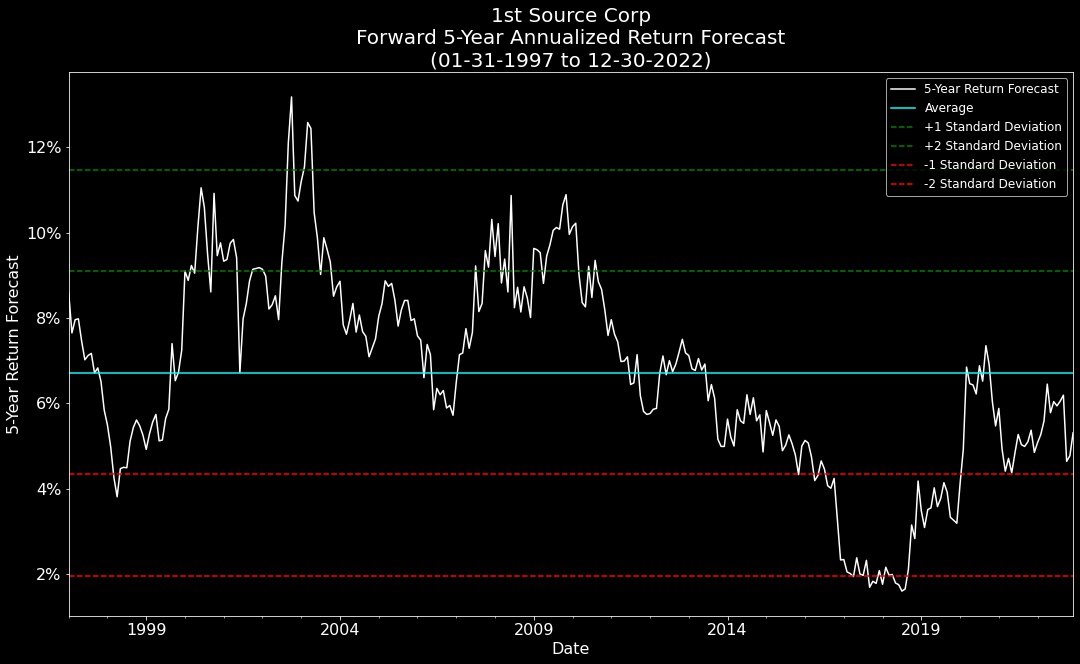 1st Source Corp
Forward 5-Year Annualized Return Forecast
(01-31-1997 to 12-30-2022)
5-Year Return Forecast
Average
+1 Standard Deviation
+2 Standard Deviation
-1 Standard Deviation
-2 Standard Deviation
5-Year Return Forecast
12%
10%
8%
6%
4%
2%
1999
2004
2009
2014
2019
Date